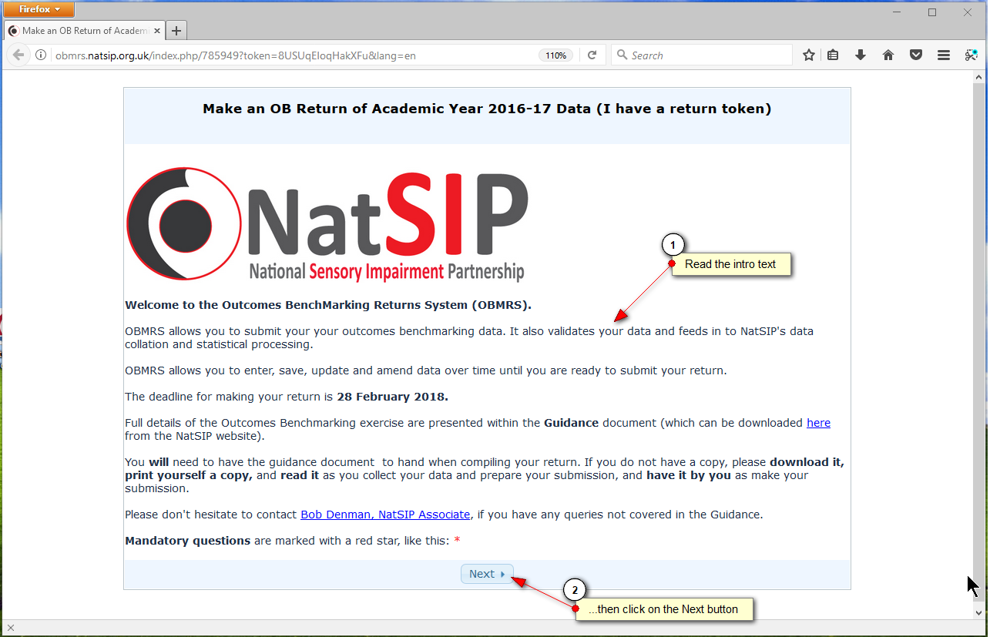 Firefox
Make an OB Return of Academ
obmrs.natsip.org.uk/index.php/785949?token=8USUqEIoqHakXFu&lang=en
110%
Search
Make an OB Return of Academic Year 2016-17 Data (I have a return token)
NatSIP
National Sensory Impairment Partnership
1
Read the intro text
Welcome to the Outcomes BenchMarking Returns System (OBMRS).
OBMRS allows you to submit your your outcomes benchmarking data. It also validates your data and feeds in to NatSIP's data
collation and statistical processing.
OBMRS allows you to enter, save, update and amend data over time until you are ready to submit your return.
The deadline for making your return is 28 February 2018.
Full details of the Outcomes Benchmarking exercise are presented within the Guidance document (which can be downloaded here
from the NatSIP website).
You will need to have the guidance document  to hand when compiling your return. If you do not have a copy, please download it,
print yourself a copy, and read it as you collect your data and prepare your submission, and have it by you as make your
submission.
Please don't hesitate to contact Bob Denman, NatSIP Associate, if you have any queries not covered in the Guidance.
Mandatory questions are marked with a red star, like this: *
Next
2
...then click on the Next button